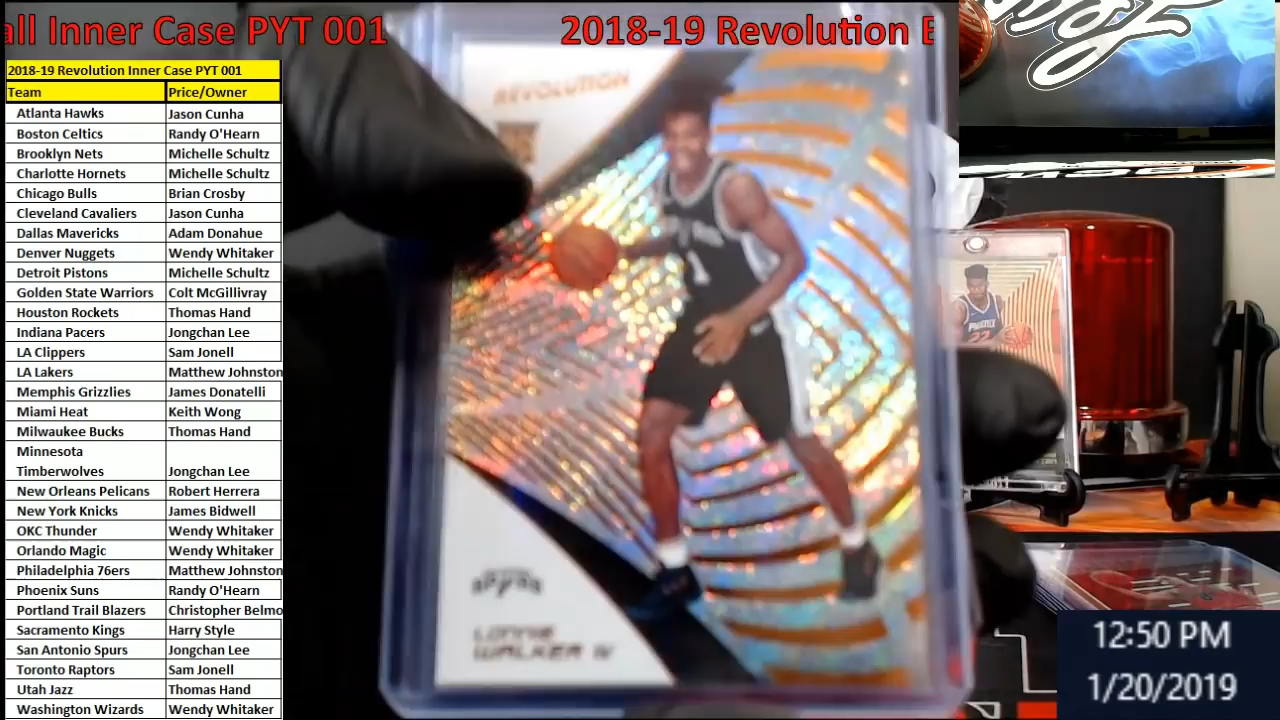 all Inner Case PYT 001
2018-19 Revolution B
2018-19 Revolution Inner Case PYT 001
Team Price/Owner
Atlanta Hawks Jason Cunha
Boston Celtics Randy O'Hearn
Brooklyn Nets Michelle Schultz
Charlotte Hornets Michelle Schultz
Chicago Bulls Brian Crosby
Cleveland Cavaliers Jason Cunha
Dallas Mavericks Adam Donahue
Denver Nuggets Wendy Whitaker
Detroit Pistons Michelle Schultz
Golden State Warriors Colt McGillivray
Houston Rockets Thomas Hand
Indiana Pacers Jongchan Lee
LA Clippers Sam Jonell
LA Lakers Matthew Johnston
Memphis Grizzlies James Donatelli
Miami Heat Keith Wong
Milwaukee Bucks Thomas Hand
Minnesota
Timberwolves Jongchan Lee
New Orleans Pelicans Robert Herrera
New York Knicks James Bidwell
OKC Thunder Wendy Whitaker
Orlando Magic Wendy Whitaker
Philadelphia 76ers Matthew Johnston
Phoenix Suns Randy O'Hearn
Portland Trail Blazers Christopher Belmo
Sacramento Kings Harry Style
San Antonio Spurs Jongchan Lee
Toronto Raptors Sam Jonell
Utah Jazz Thomas Hand
Washington Wizards Wendy Whitaker
REVOLUTION
1
SPURS
LONNIE
WALKER IV
PHOENIX
22
12:50 PM
1/20/2019